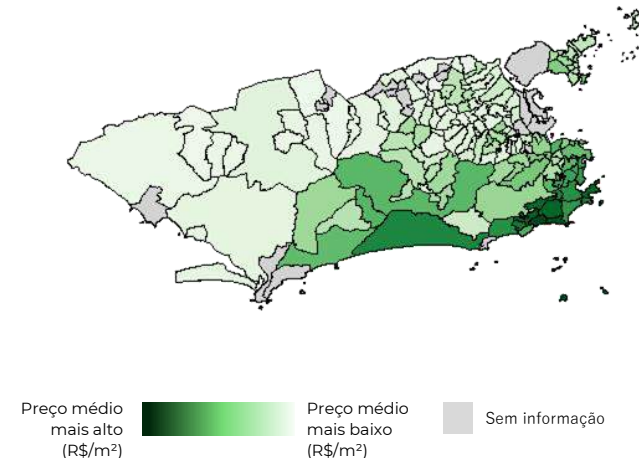 Preço médio
mais alto
(R$/m²)
Preço médio
mais baixo
(R$/m²)
Sem informação